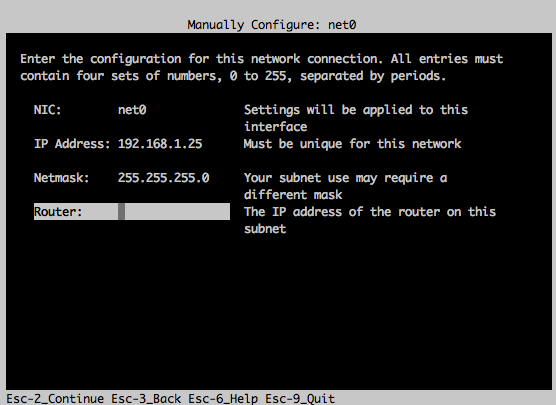 Manually Configure: net0
Enter the configuration for this network connection. All entries must
contain four sets of numbers, 0 to 255, separated by periods.
NIC: net0 Settings will be applied to this
interface
IP Address: 192.168.1.25 Must be unique for this network
Netmask: 255.255.255.0 Your subnet use may require a
different mask
Router: The IP address of the router on this
subnet
Esc-2_Continue Esc-3_Back Esc-6_Help Esc-9_Quit